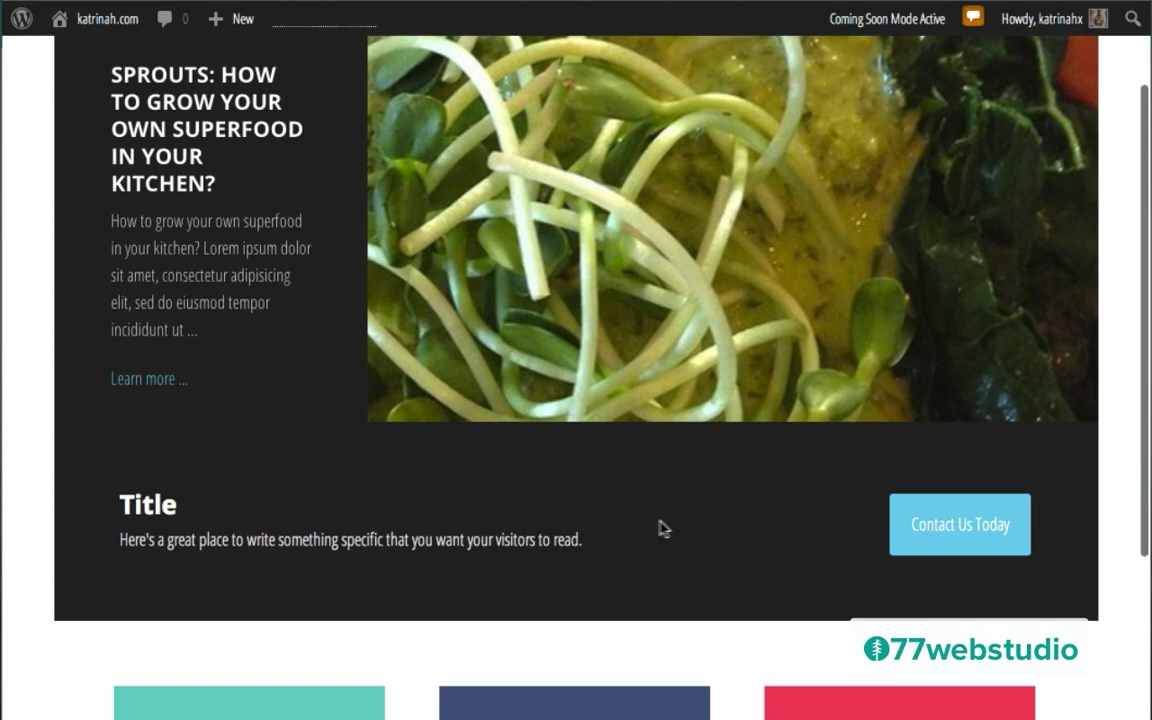 katrinah.com 0 New Coming Soon Mode Active Howdy, katrinahx
SPROUTS: HOW
TO GROW YOUR
OWN SUPERFOOD
IN YOUR
KITCHEN?
How to grow your own superfood
in your kitchen? Lorem ipsum dolor
sit amet, consectetur adipisicing
elit, sed do eiusmod tempor
incididunt ut ...
Learn more ...
Title
Here's a great place to write something specific that you want your visitors to read.
Contact Us Today
77webstudio